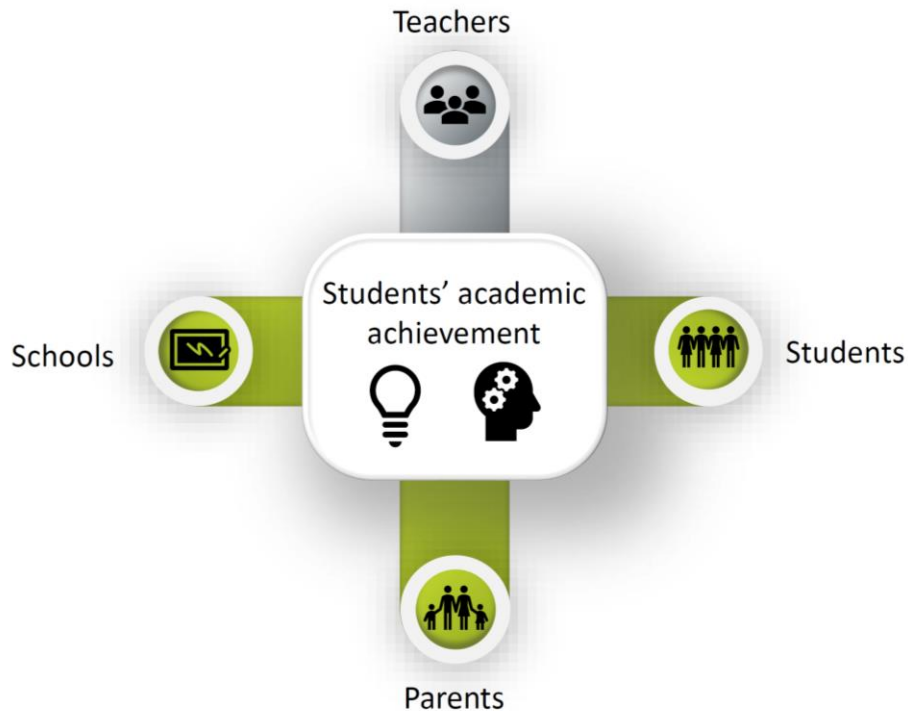 Teachers
Students’ academic
achievement
Schools
Students
Parents